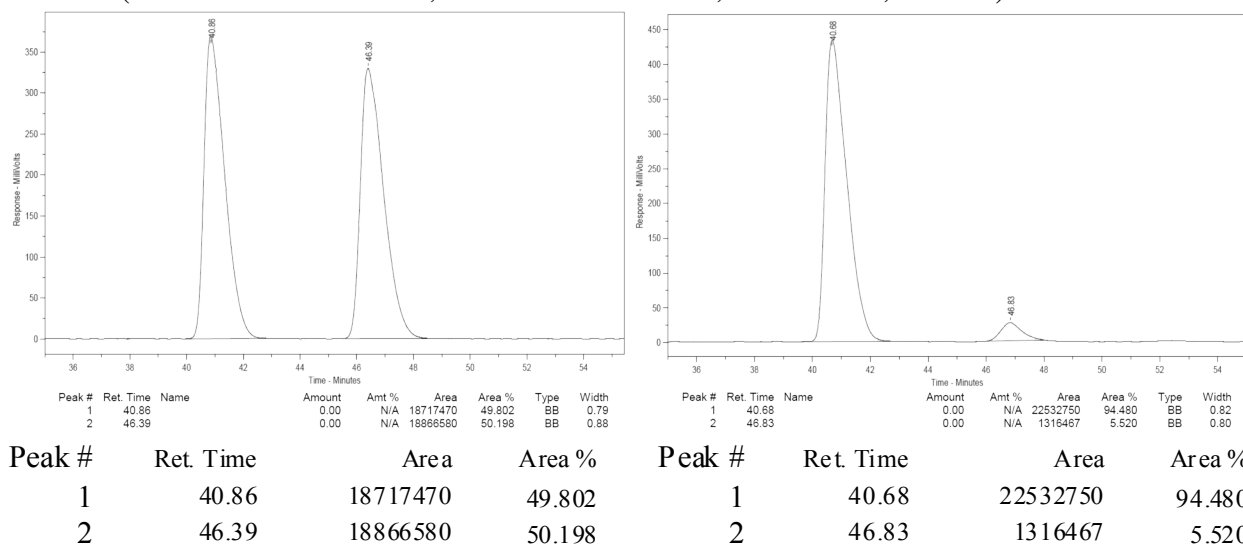 40.86
46.39
350
300
250
200
150
100
50
0
Response - MilliVolts
36 38 40 42 44 46 48 50 52 54
Time - Minutes
Peak # Ret. Time Name Amount Amt % Area Area % Type Width
1 40.86 0.00 N/A 18717470 49.802 BB 0.79
2 46.39 0.00 N/A 18866580 50.198 BB 0.88
Peak # Ret. Time Area Area %
1 40.86 18717470 49.802
2 46.39 18866580 50.198
40.68
46.83
450
400
350
300
250
200
150
100
50
0
Response - MilliVolts
36 38 40 42 44 46 48 50 52 54
Time - Minutes
Peak # Ret. Time Name Amount Amt % Area Area % Type Width
1 40.68 0.00 N/A 22532750 94.480 BB 0.82
2 46.83 0.00 N/A 1316467 5.520 BB 0.80
Peak # Ret. Time Area Area %
1 40.68 22532750 94.480
2 46.83 1316467 5.520